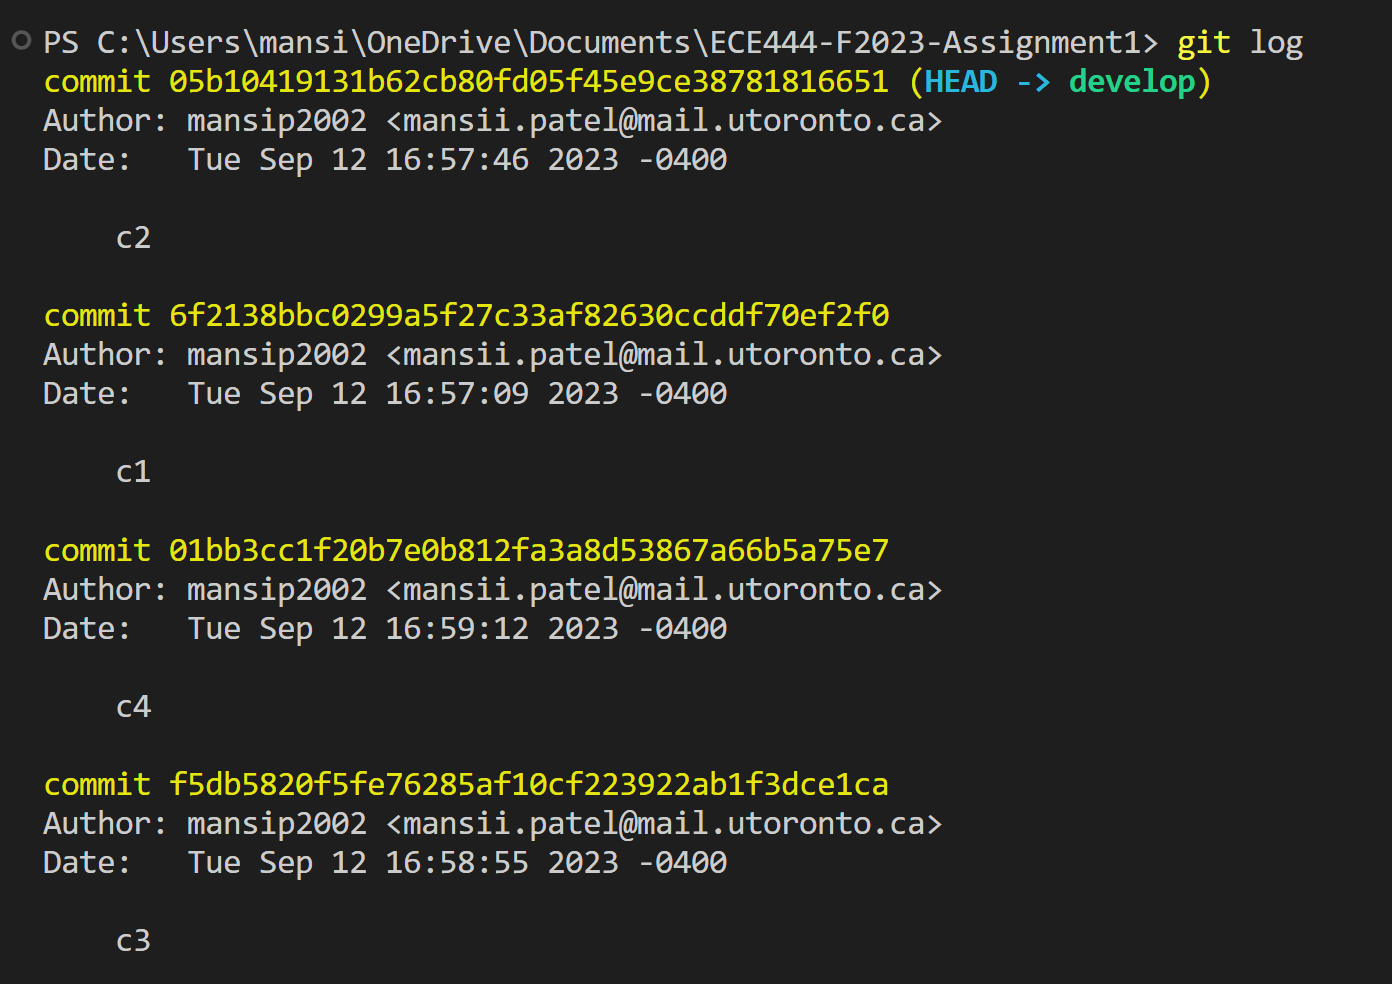 PS C:\Users\mansi\OneDrive\Documents\ECE444-F2023-Assignment1> git log
commit 05b10419131b62cb80fd05f45e9ce38781816651 (HEAD -> develop)
Author: mansip2002 <mansii.patel@mail.utoronto.ca>
Date:   Tue Sep 12 16:57:46 2023 -0400
    c2
commit 6f2138bbc0299a5f27c33af82630ccddf70ef2f0
Author: mansip2002 <mansii.patel@mail.utoronto.ca>
Date:   Tue Sep 12 16:57:09 2023 -0400
    c1
commit 01bb3cc1f20b7e0b812fa3a8d53867a66b5a75e7
Author: mansip2002 <mansii.patel@mail.utoronto.ca>
Date:   Tue Sep 12 16:59:12 2023 -0400
    c4
commit f5db5820f5fe76285af10cf223922ab1f3dce1ca
Author: mansip2002 <mansii.patel@mail.utoronto.ca>
Date:   Tue Sep 12 16:58:55 2023 -0400
    c3